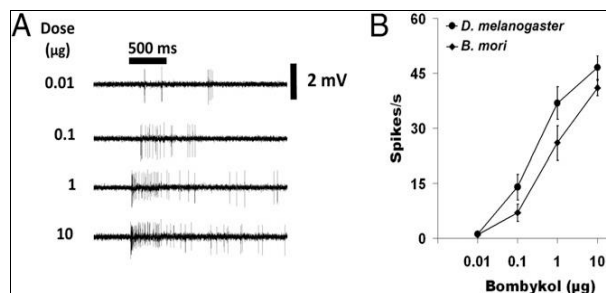 A
Dose
(µg)
500 ms
0.01
2 mV
0.1
1
10
B
D. melanogaster
B. mori
60
45
30
15
0
Spikes/s
0.01 0.1 1 10
Bombykol (µg)